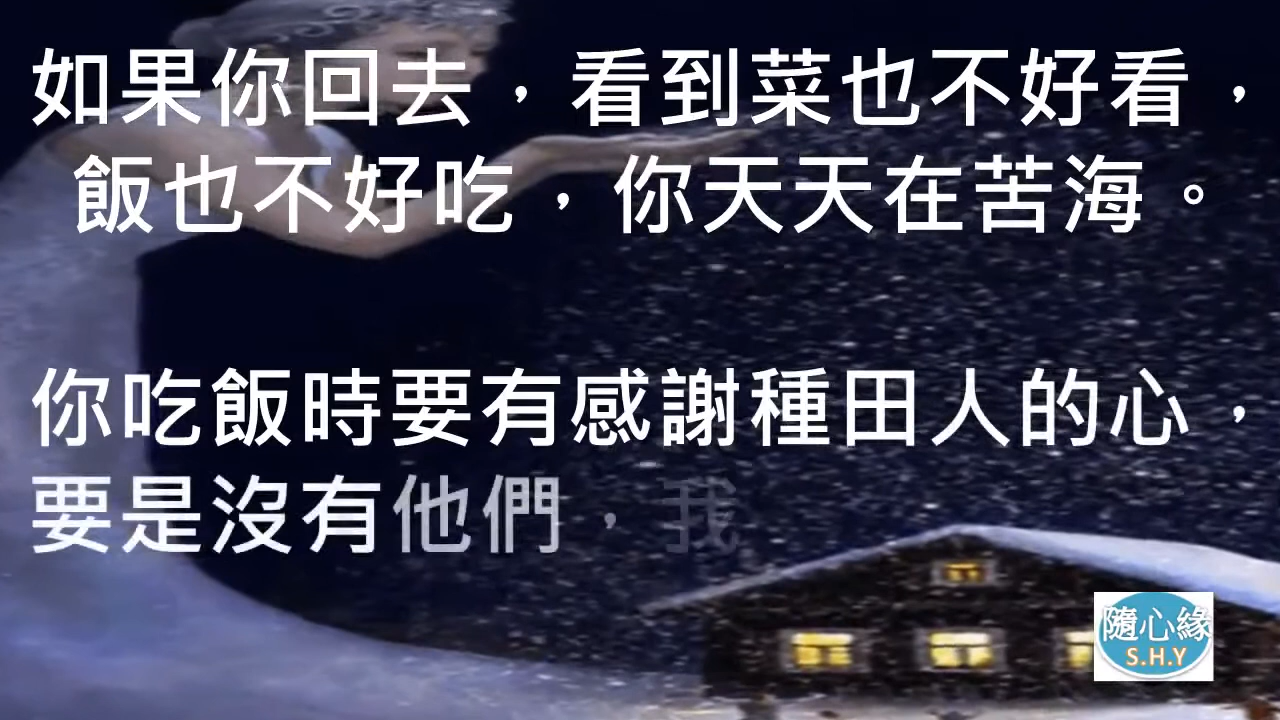 如果你回去，看到菜也不好看，
飯也不好吃，你天天在苦海。
你吃飯時要有感謝種田人的心，
要是沒有他們，我
隨心緣
S.H.Y